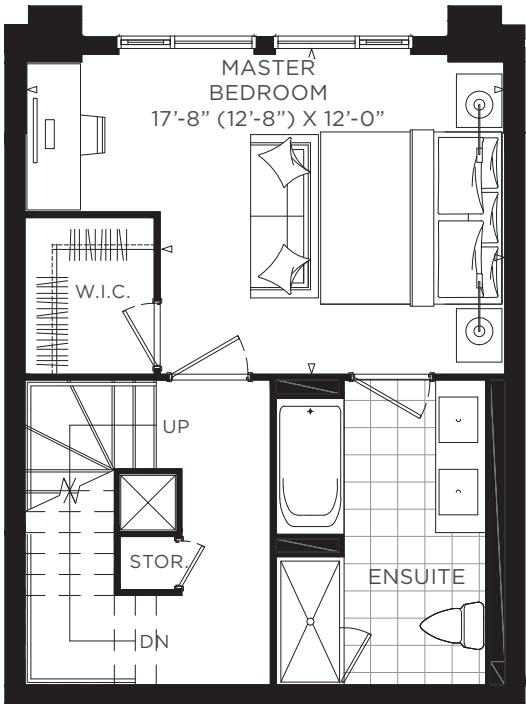 MASTER
BEDROOM
17'-8" (12'-8") X 12'-0"
W.I.C.
UP
STOR.
ENSUITE
DN